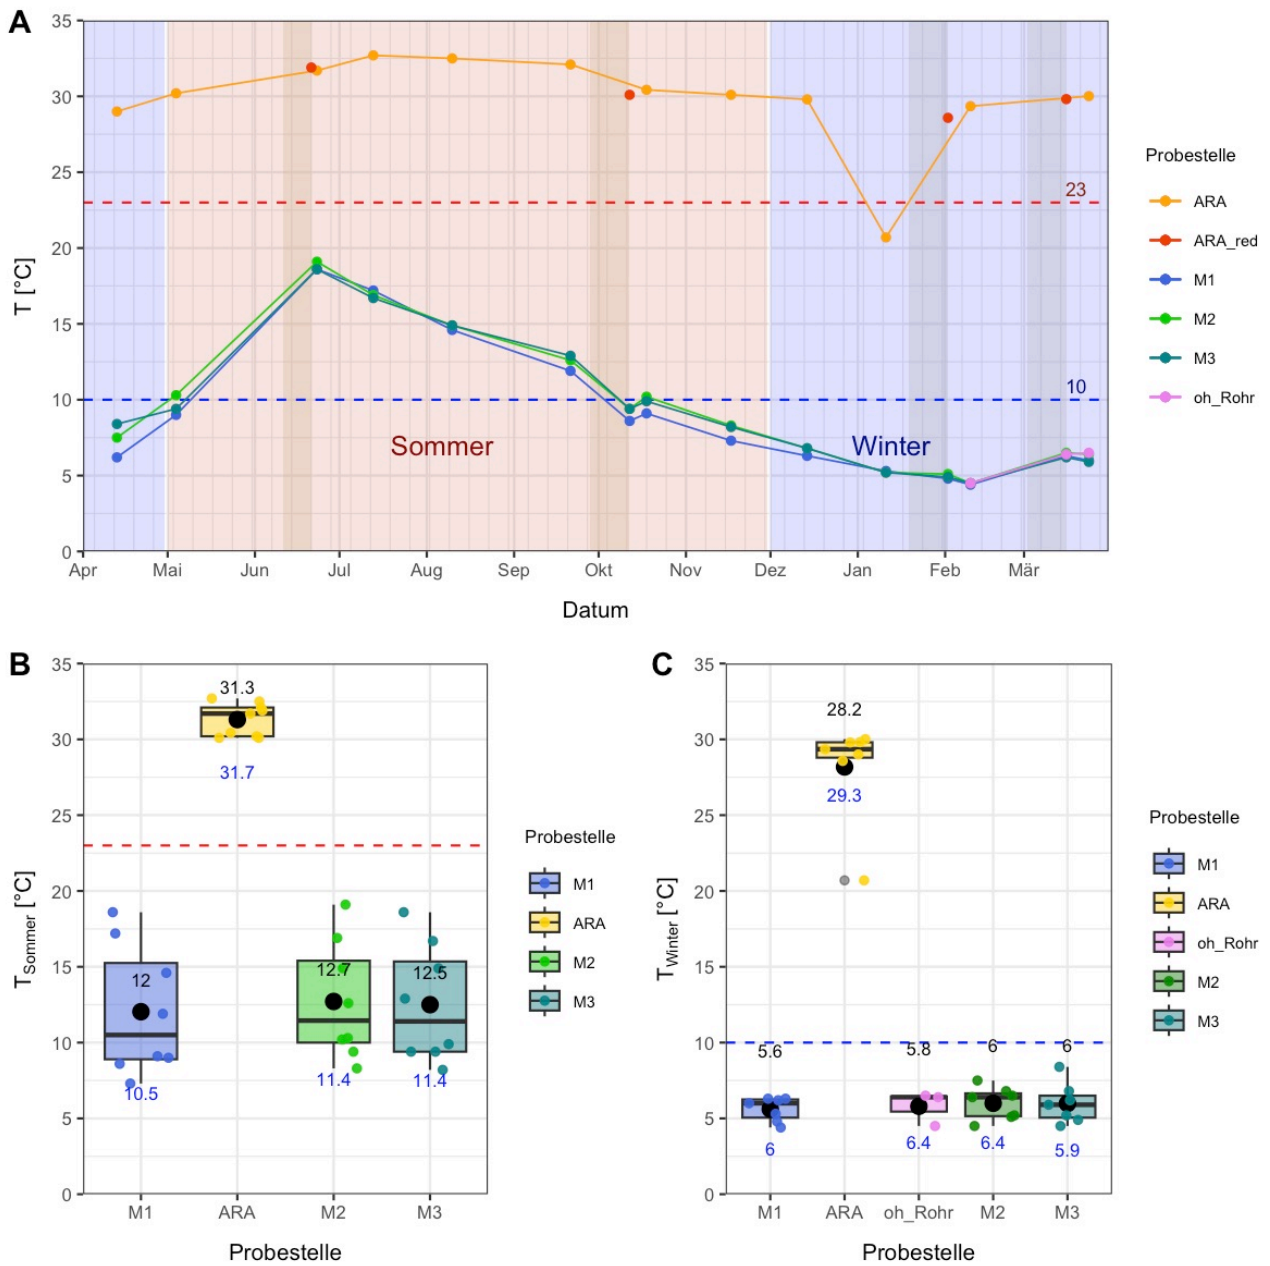 A
35
30
25
20
15
10
5
0
T [°C]
23
10
Sommer
Winter
Apr Mai Jun Jul Aug Sep Okt Nov Dez Jan Feb Mär
Datum
Probestelle
ARA
ARA_red
M1
M2
M3
oh_Rohr
B
35
30
25
20
15
10
5
0
TSommer [°C]
31.3
31.7
12
12.7
12.5
10.5
11.4
11.4
M1 ARA M2 M3
Probestelle
Probestelle
M1
ARA
M2
M3
C
35
30
25
20
15
10
5
0
TWinter [°C]
28.2
29.3
5.6
5.8
6
6
6
6.4
6.4
5.9
M1 ARA oh_Rohr M2 M3
Probestelle
Probestelle
M1
ARA
oh_Rohr
M2
M3